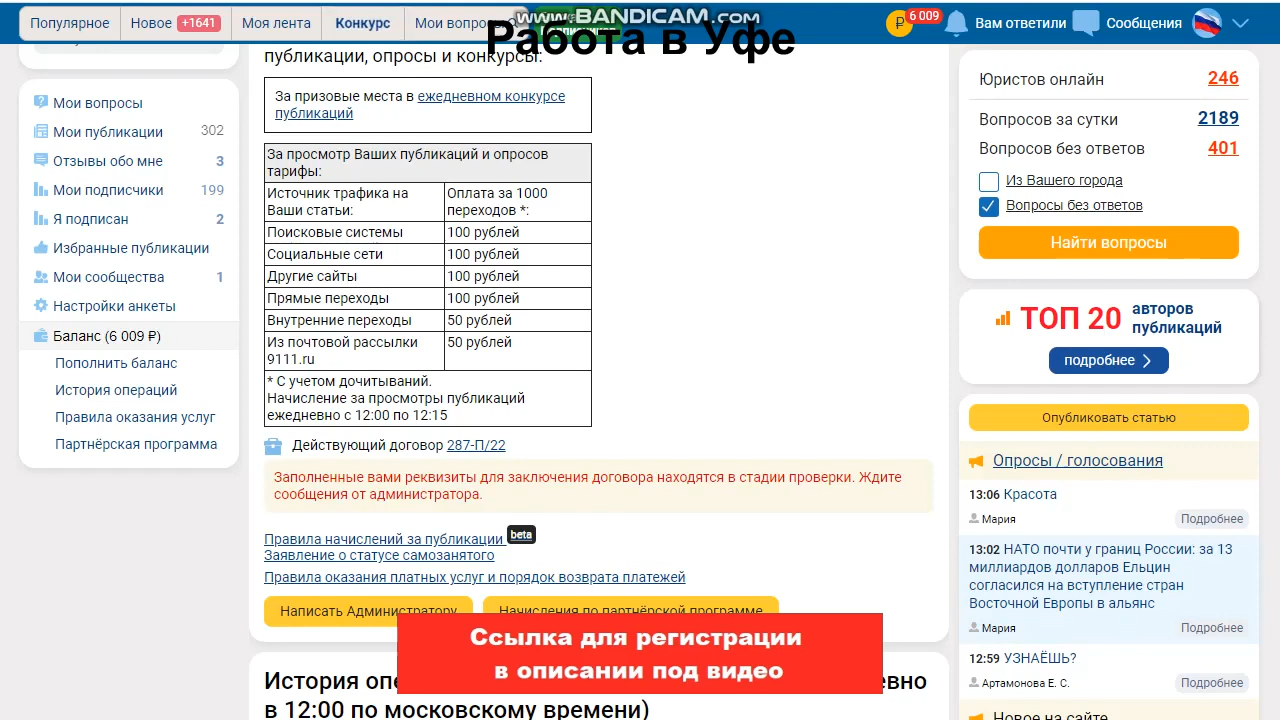 Популярное
Новое +1641
Моя лента
Конкурс
Мои вопросы
www.BANDICAM.com
6 009
Вам ответили
Сообщения
Работа в Уфе
публикации, опросы и конкурсы:
За призовые места в ежедневном конкурсе
публикаций
За просмотр Ваших публикаций и опросов
тарифы:
Источник трафика на
Ваши статьи:
Оплата за 1000
переходов *:
Поисковые системы 100 рублей
Социальные сети 100 рублей
Другие сайты 100 рублей
Прямые переходы 100 рублей
Внутренние переходы 50 рублей
Из почтовой рассылки
9111.ru
50 рублей
* С учетом дочитываний.
Начисление за просмотры публикаций
ежедневно с 12:00 по 12:15
Действующий договор 287-П/22
Заполненные вами реквизиты для заключения договора находятся в стадии проверки. Ждите
сообщения от администратора.
Правила начислений за публикации beta
Заявление о статусе самозанятого
Правила оказания платных услуг и порядок возврата платежей
Написать Администратору
Начисления по партнёрской программе
Ссылка для регистрации
в описании под видео
История
в 12:00 по московскому времени)
Мои вопросы
Мои публикации 302
Отзывы обо мне 3
Мои подписчики 199
Я подписан 2
Избранные публикации
Мои сообщества 1
Настройки анкеты
Баланс (6 009 ₽)
Пополнить баланс
История операций
Правила оказания услуг
Партнёрская программа
Юристов онлайн 246
Вопросов за сутки 2189
Вопросов без ответов 401
Из Вашего города
Вопросы без ответов
Найти вопросы
ТОП 20
авторов
публикаций
подробнее
Опубликовать статью
Опросы / голосования
13:06 Красота
Мария Подробнее
13:02 НАТО почти у границ России: за 13
миллиардов долларов Ельцин
согласился на вступление стран
Восточной Европы в альянс
Мария Подробнее
12:59 УЗНАЁШЬ?
Артамонова Е. С. Подробнее
Новое на сайте